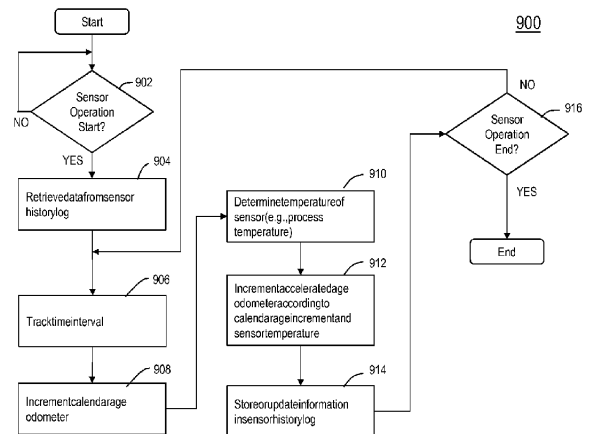 900
Start
902
Sensor
Operation
Start?
NO
YES
904
Retrievedatafromsensor
historylog
906
Tracktimeinterval
908
Incrementcalendarage
odometer
910
Determinetemperatureof
sensor(e.g.,process
temperature)
912
Incrementacceleratedage
odometeraccordingto
calendarageincrementand
sensortemperature
914
Storeorupdateinformation
insensorhistorylog
NO
916
Sensor
Operation
End?
YES
End